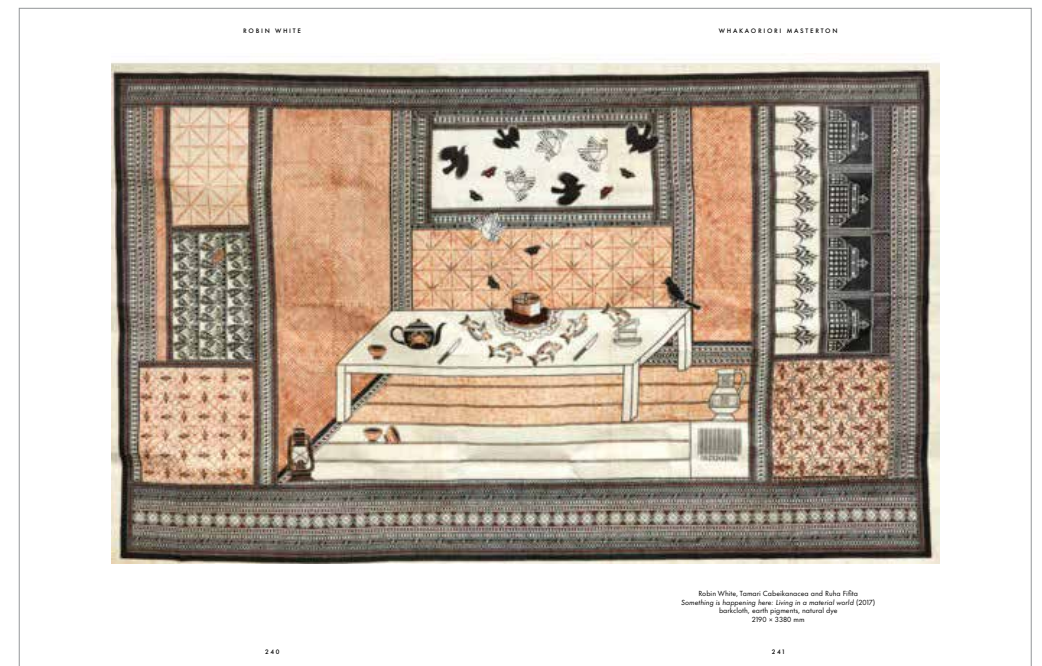 ROBIN WHITE
WHAKAORIORI MASTERTON
Robin White, Tamari Cabeikanacea and Ruha Fifita
Something is happening here: Living in a material world (2017)
barkcloth, earth pigments, natural dye
2190 × 3380 mm
240
241